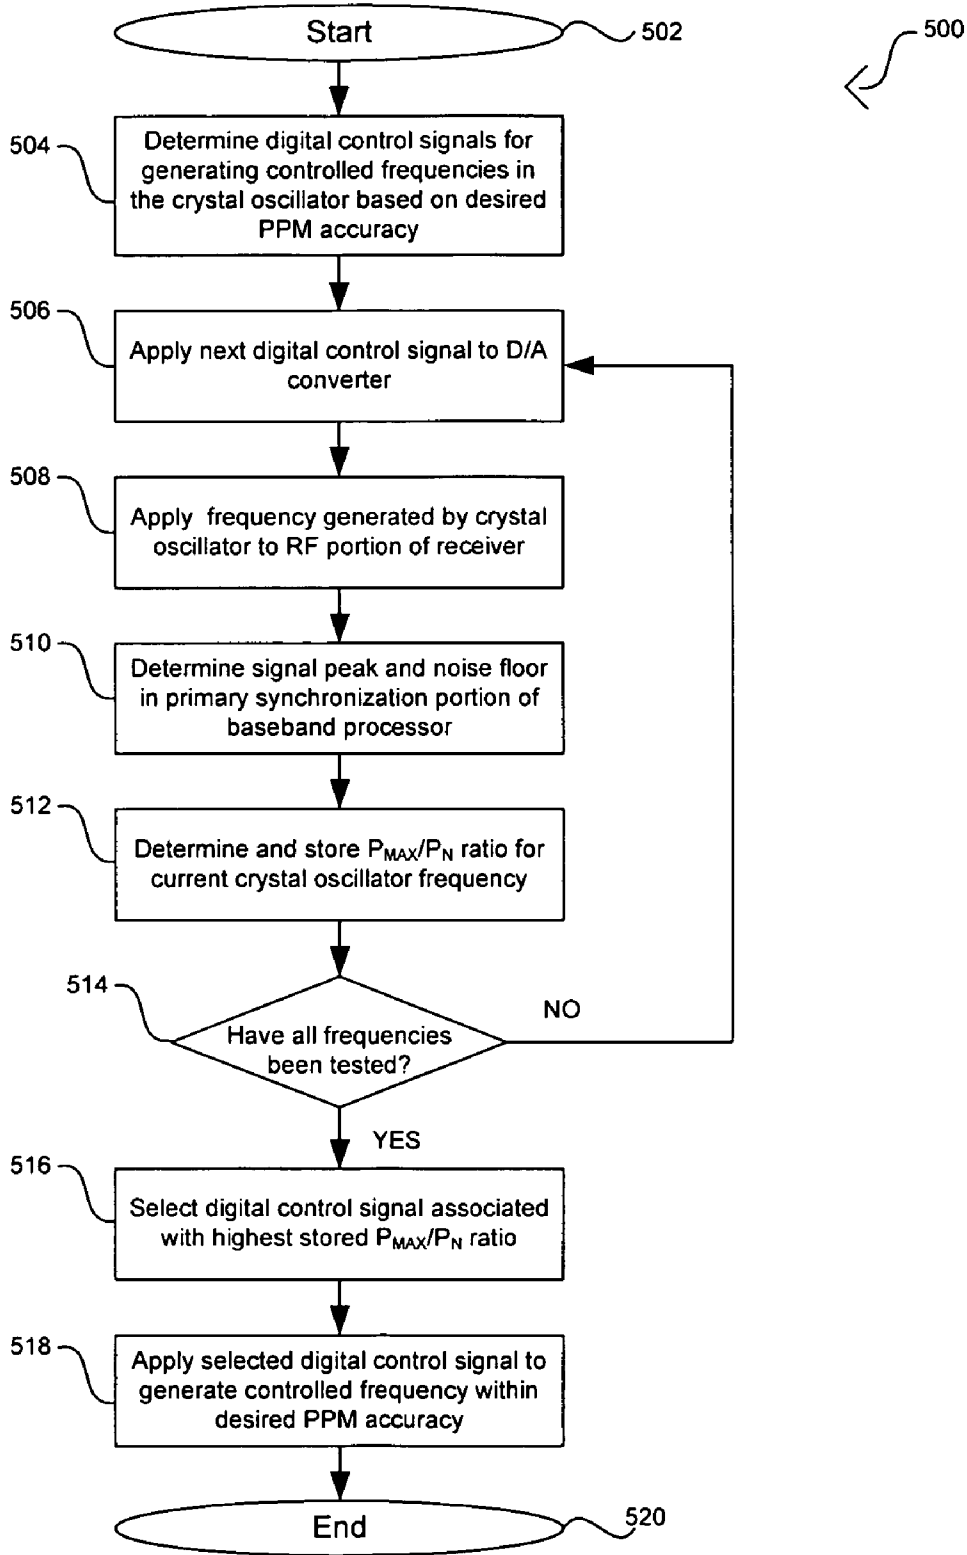 Start
502
500
504
Determine digital control signals for
generating controlled frequencies in
the crystal oscillator based on desired
PPM accuracy
506
Apply next digital control signal to D/A
converter
508
Apply frequency generated by crystal
oscillator to RF portion of receiver
510
Determine signal peak and noise floor
in primary synchronization portion of
baseband processor
512
Determine and store PMAX/PN ratio for
current crystal oscillator frequency
514
Have all frequencies
been tested?
NO
YES
516
Select digital control signal associated
with highest stored PMAX/PN ratio
518
Apply selected digital control signal to
generate controlled frequency within
desired PPM accuracy
End
520